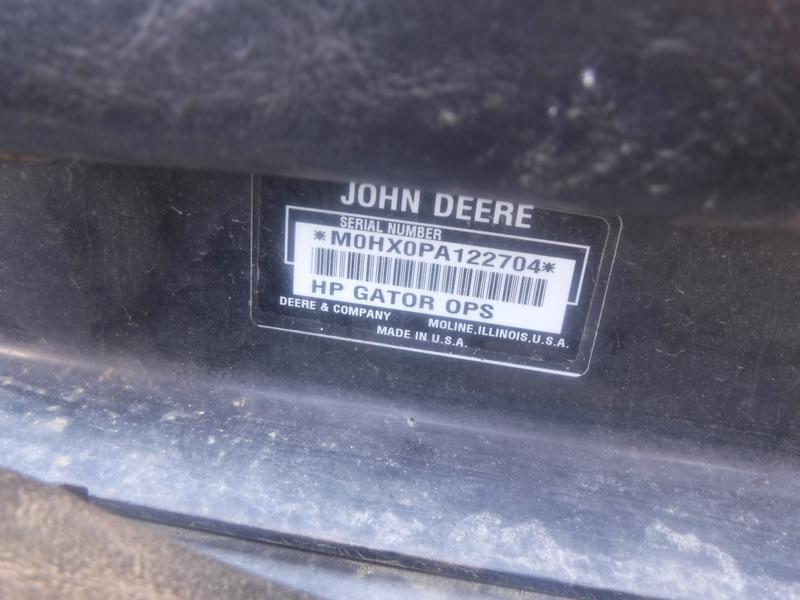 JOHN DEERE
SERIAL NUMBER
*M0HX0PA122704*
HP GATOR OPS
DEERE & COMPANY MOLINE, ILLINOIS, U.S.A.
MADE IN U.S.A.